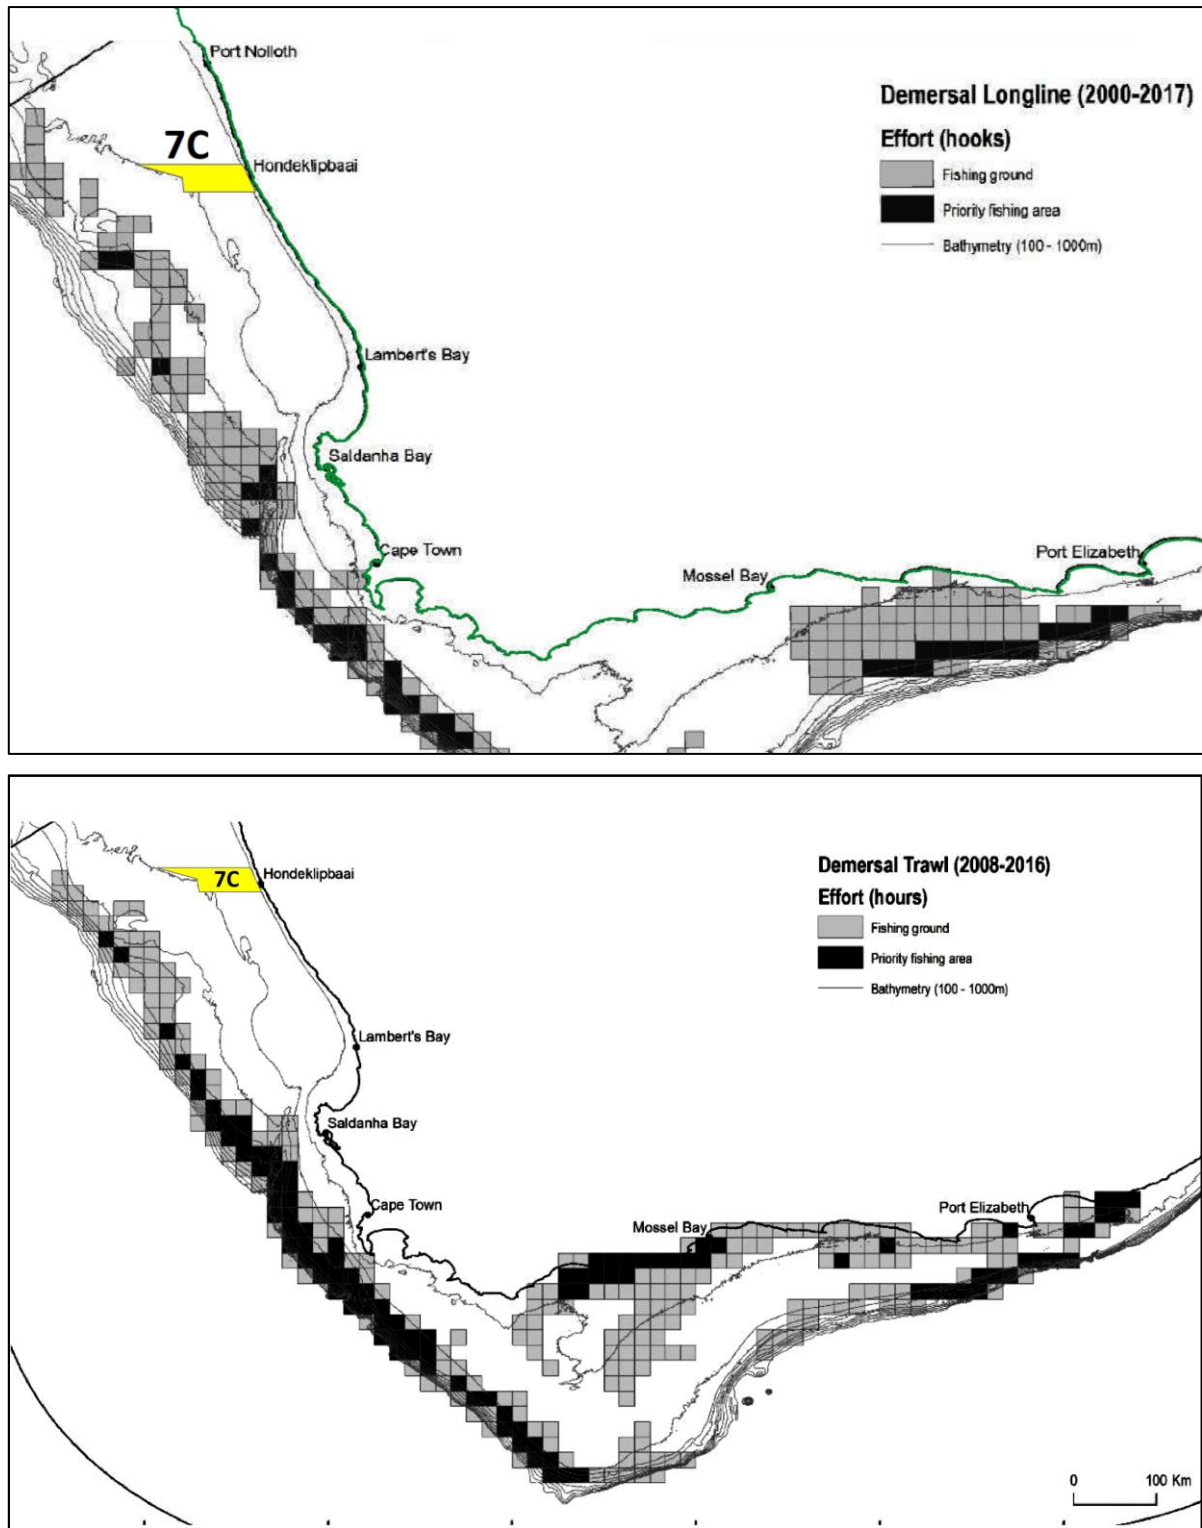 Port Nolloth
Demersal Longline (2000-2017)
7C
Hondeklipbaai
Effort (hooks)
Fishing ground
Priority fishing area
Bathymetry (100 - 1000m)
Lambert's Bay
Saldanha Bay
Cape Town
Port Elizabeth
Mossel Bay
7C
Hondeklipbaai
Demersal Trawl (2008-2016)
Effort (hours)
Fishing ground
Priority fishing area
Bathymetry (100 - 1000m)
Lambert's Bay
Saldanha Bay
Cape Town
Port Elizabeth
Mossel Bay
0 100 Km